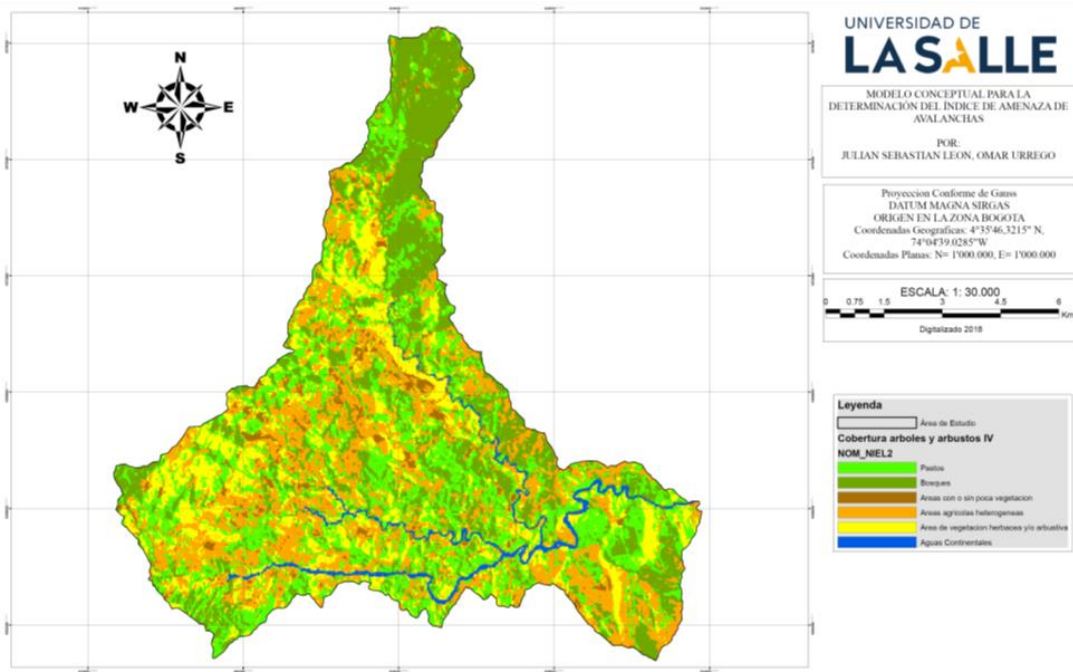 N
W E
S
UNIVERSIDAD DE
LA SALLE
MODELO CONCEPTUAL PARA LA
DETERMINACIÓN DEL ÍNDICE DE AMENAZA DE
AVALANCHAS
POR:
JULIAN SEBASTIAN LEON, OMAR URREGO
Proyeccion Conforme de Gauss
DATUM MAGNA SIRGAS
ORIGEN EN LA ZONA BOGOTA
Coordenadas Geograficas: 4°35'46,3215" N,
74°04'39.0285"W
Coordenadas Planas: N= 1'000.000, E= 1'000.000
ESCALA: 1: 30.000
0 0.75 1.5 3 4.5 6
Km
Digitalizado 2018
Leyenda
Área de Estudio
Cobertura arboles y arbustos IV
NOM_NIEL2
Pastos
Bosques
Areas con o sin poca vegetacion
Areas agricolas heterogeneas
Area de vegetacion herbacea y/o arbustiva
Aguas Continentales